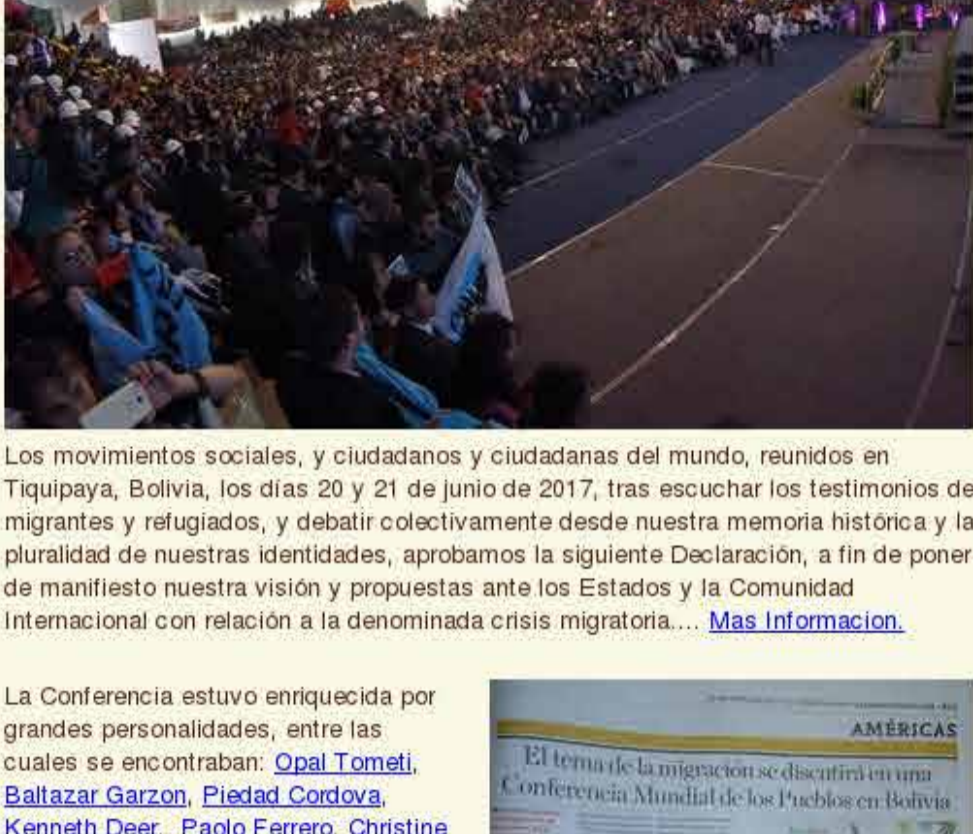 Los movimientos sociales, y ciudadanos y ciudadanas del mundo, reunidos en
Tiquipaya, Bolivia, los días 20 y 21 de junio de 2017, tras escuchar los testimonios de
migrantes y refugiados, y debatir colectivamente desde nuestra memoria histórica y la
pluralidad de nuestras identidades, aprobamos la siguiente Declaración, a fin de poner
de manifiesto nuestra visión y propuestas ante los Estados y la Comunidad
Internacional con relación a la denominada crisis migratoria.... Mas Informacion.
La Conferencia estuvo enriquecida por
grandes personalidades, entre las
cuales se encontraban: Opal Tometi,
Baltazar Garzon, Piedad Cordova,
Kenneth Deer, Paolo Ferrero, Christine
AMÉRICAS
El tema de la migración se discutirá en una
Conferencia Mundial de los Pueblos en Bolivia